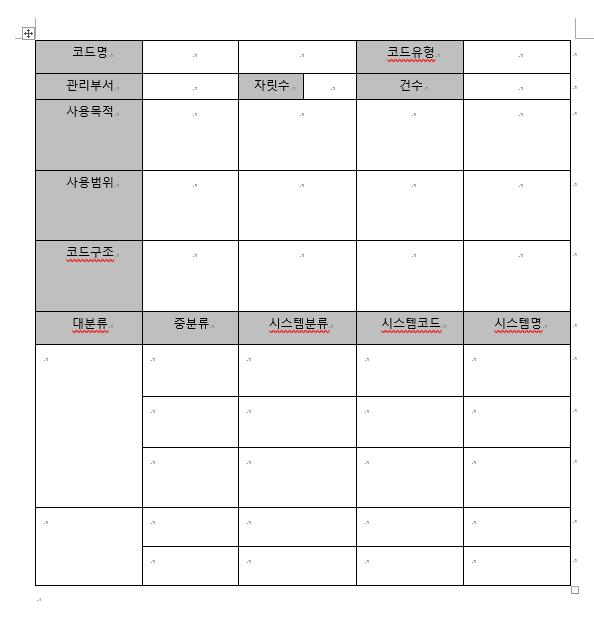 코드명 코드유형
관리부서 자릿수 건수
사용목적
사용범위
코드구조
대분류 중분류 시스템분류 시스템코드 시스템명